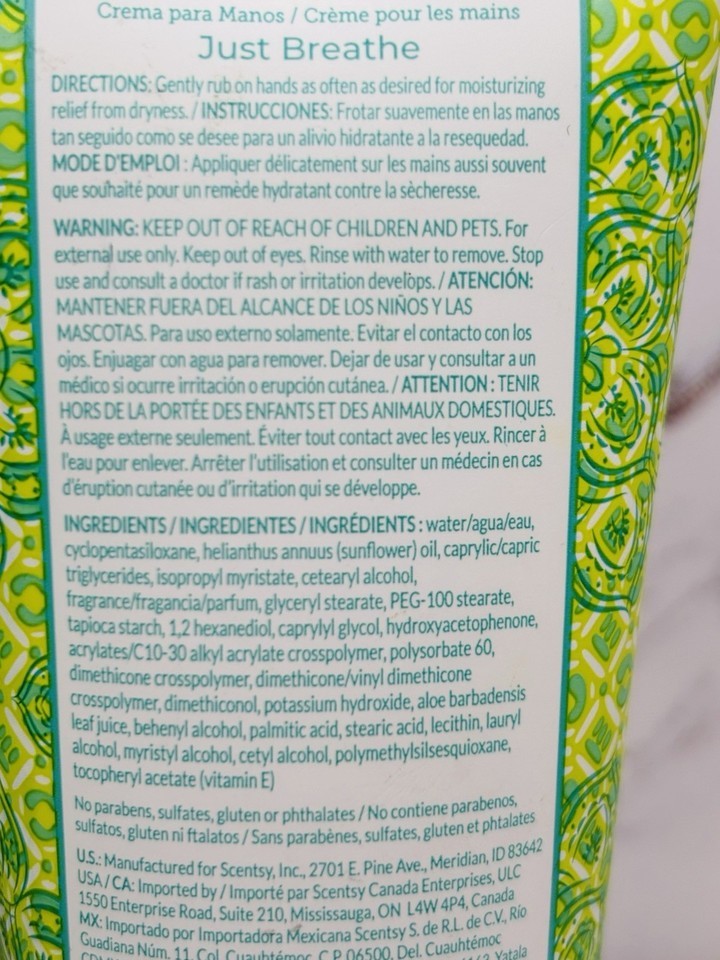 Crema para Manos / Crème pour les mains
Just Breathe
DIRECTIONS: Gently rub on hands as often as desired for moisturizing
relief from dryness. / INSTRUCCIONES: Frotar suavemente en las manos
tan seguido como se desee para un alivio hidratante a la resequedad.
MODE D'EMPLOI : Appliquer délicatement sur les mains aussi souvent
que souhaité pour un remède hydratant contre la sècheresse.
WARNING: KEEP OUT OF REACH OF CHILDREN AND PETS. For
external use only. Keep out of eyes. Rinse with water to remove. Stop
use and consult a doctor if rash or irritation develops. / ATENCIÓN:
MANTENER FUERA DEL ALCANCE DE LOS NIÑOS Y LAS
MASCOTAS. Para uso externo solamente. Evitar el contacto con los
ojos. Enjuagar con agua para remover. Dejar de usar y consultar a un
médico si ocurre irritación o erupción cutánea. / ATTENTION : TENIR
HORS DE LA PORTÉE DES ENFANTS ET DES ANIMAUX DOMESTIQUES.
À usage externe seulement. Éviter tout contact avec les yeux. Rincer à
l'eau pour enlever. Arrêter l'utilisation et consulter un médecin en cas
d'éruption cutanée ou d'irritation qui se développe.
INGREDIENTS / INGREDIENTES / INGRÉDIENTS : water/agua/eau,
cyclopentasiloxane, helianthus annuus (sunflower) oil, caprylic/capric
triglycerides, isopropyl myristate, cetearyl alcohol,
fragrance/fragancia/parfum, glyceryl stearate, PEG-100 stearate,
tapioca starch, 1,2 hexanediol, caprylyl glycol, hydroxyacetophenone,
acrylates/C10-30 alkyl acrylate crosspolymer, polysorbate 60,
dimethicone crosspolymer, dimethicone/vinyl dimethicone
crosspolymer, dimethiconol, potassium hydroxide, aloe barbadensis
leaf juice, behenyl alcohol, palmitic acid, stearic acid, lecithin, lauryl
alcohol, myristyl alcohol, cetyl alcohol, polymethylsilsesquioxane,
tocopheryl acetate (vitamin E)
No parabens, sulfates, gluten or phthalates / No contiene parabenos,
sulfatos, gluten ni ftalatos / Sans parabènes, sulfates, gluten et phtalates
U.S.: Manufactured for Scentsy, Inc., 2701 E. Pine Ave., Meridian, ID 83642
USA / CA: Imported by / Importé par Scentsy Canada Enterprises, ULC
1550 Enterprise Road, Suite 210, Mississauga, ON L4W 4P4, Canada
MX: Importado por Importadora Mexicana Scentsy S. de R.L. de C.V., Río
Guadiana Núm. 11, Col. Cuauhtémoc, C.P. 06500, Del. Cuauhtémoc
Yatala